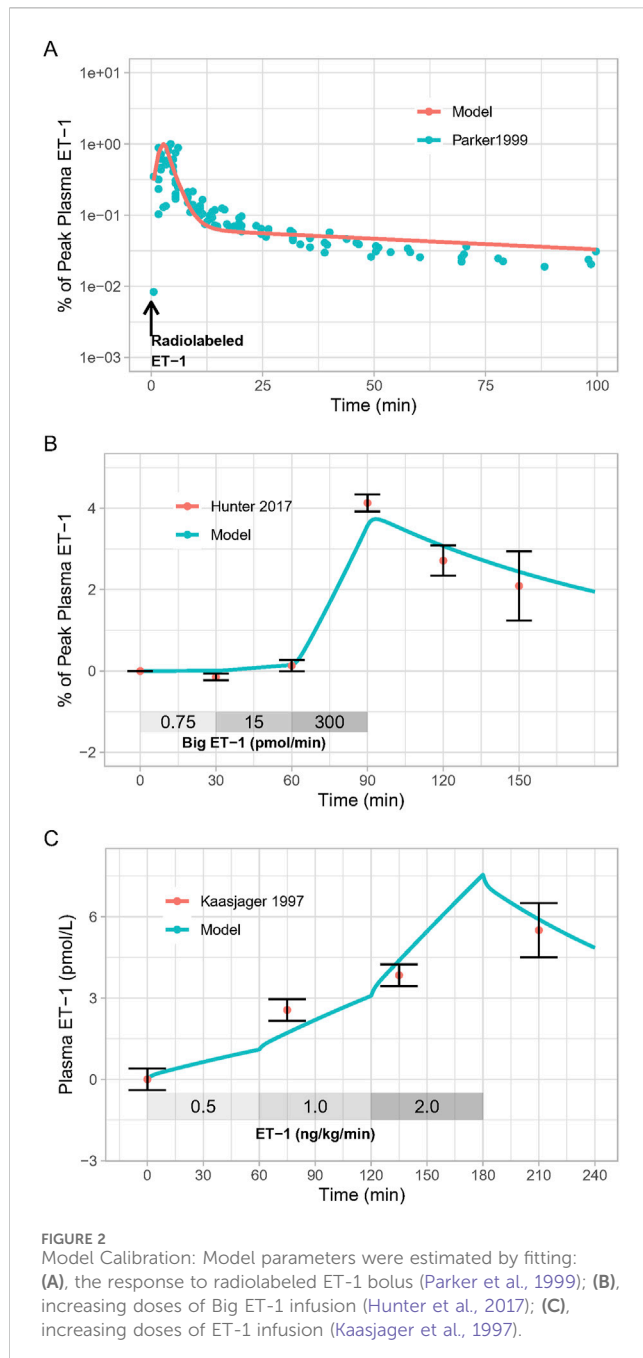 A
1e+01
1e+00
1e−01
1e−02
1e−03
% of Peak Plasma ET−1
Model
Parker1999
Radiolabeled
ET−1
0
25
50
75
100
Time (min)
B
4
2
0
−2
% of Peak Plasma ET−1
Hunter 2017
Model
0.75
15
300
Big ET−1 (pmol/min)
0
30
60
90
120
150
Time (min)
C
6
3
0
−3
Plasma ET−1 (pmol/L)
Kaasjager 1997
Model
0.5
1.0
2.0
ET−1 (ng/kg/min)
0
30
60
90
120
150
180
210
240
Time (min)
FIGURE 2
Model Calibration: Model parameters were estimated by fitting:
(A), the response to radiolabeled ET-1 bolus (Parker et al., 1999); (B),
increasing doses of Big ET-1 infusion (Hunter et al., 2017); (C),
increasing doses of ET-1 infusion (Kaasjager et al., 1997).